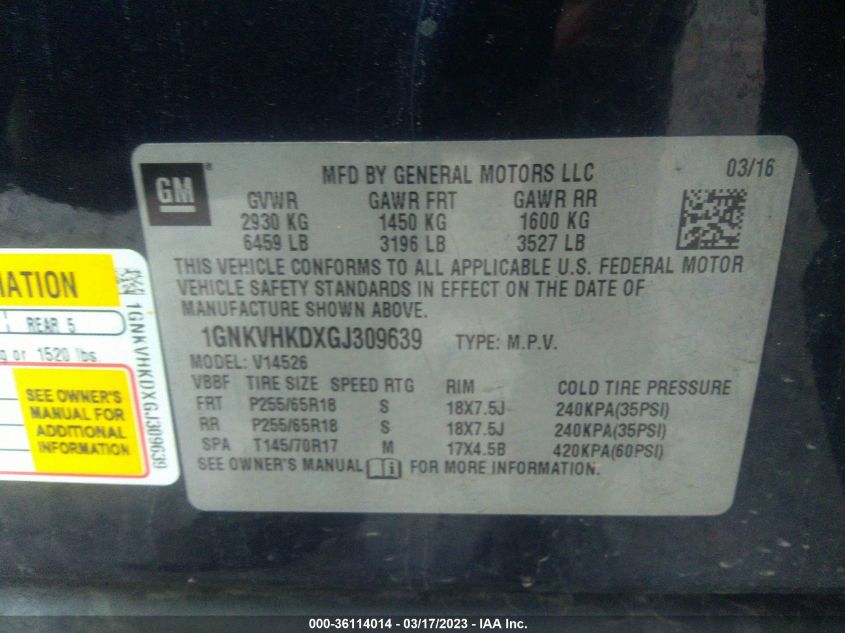 GM®
MFD BY GENERAL MOTORS LLC
03/16
GVWR GAWR FRT GAWR RR
2930 KG 1450 KG 1600 KG
6459 LB 3196 LB 3527 LB
THIS VEHICLE CONFORMS TO ALL APPLICABLE U.S. FEDERAL MOTOR
VEHICLE SAFETY STANDARDS IN EFFECT ON THE DATE OF
MANUFACTURE SHOWN ABOVE.
1GNKVHKDXGJ309639 TYPE: M.P.V.
MODEL: V14526
VBBF TIRE SIZE SPEED RTG RIM COLD TIRE PRESSURE
FRT P255/65R18 S 18X7.5J 240KPA(35PSI)
RR P255/65R18 S 18X7.5J 240KPA(35PSI)
SPA T145/70R17 M 17X4.5B 420KPA(60PSI)
SEE OWNER'S MANUAL i FOR MORE INFORMATION.
MATION
REAR 5
g or 1520 lbs.
SEE OWNER'S
MANUAL FOR
ADDITIONAL
INFORMATION
1GNKVHKDXGJ309639
000-36114014 - 03/17/2023 - IAA Inc.